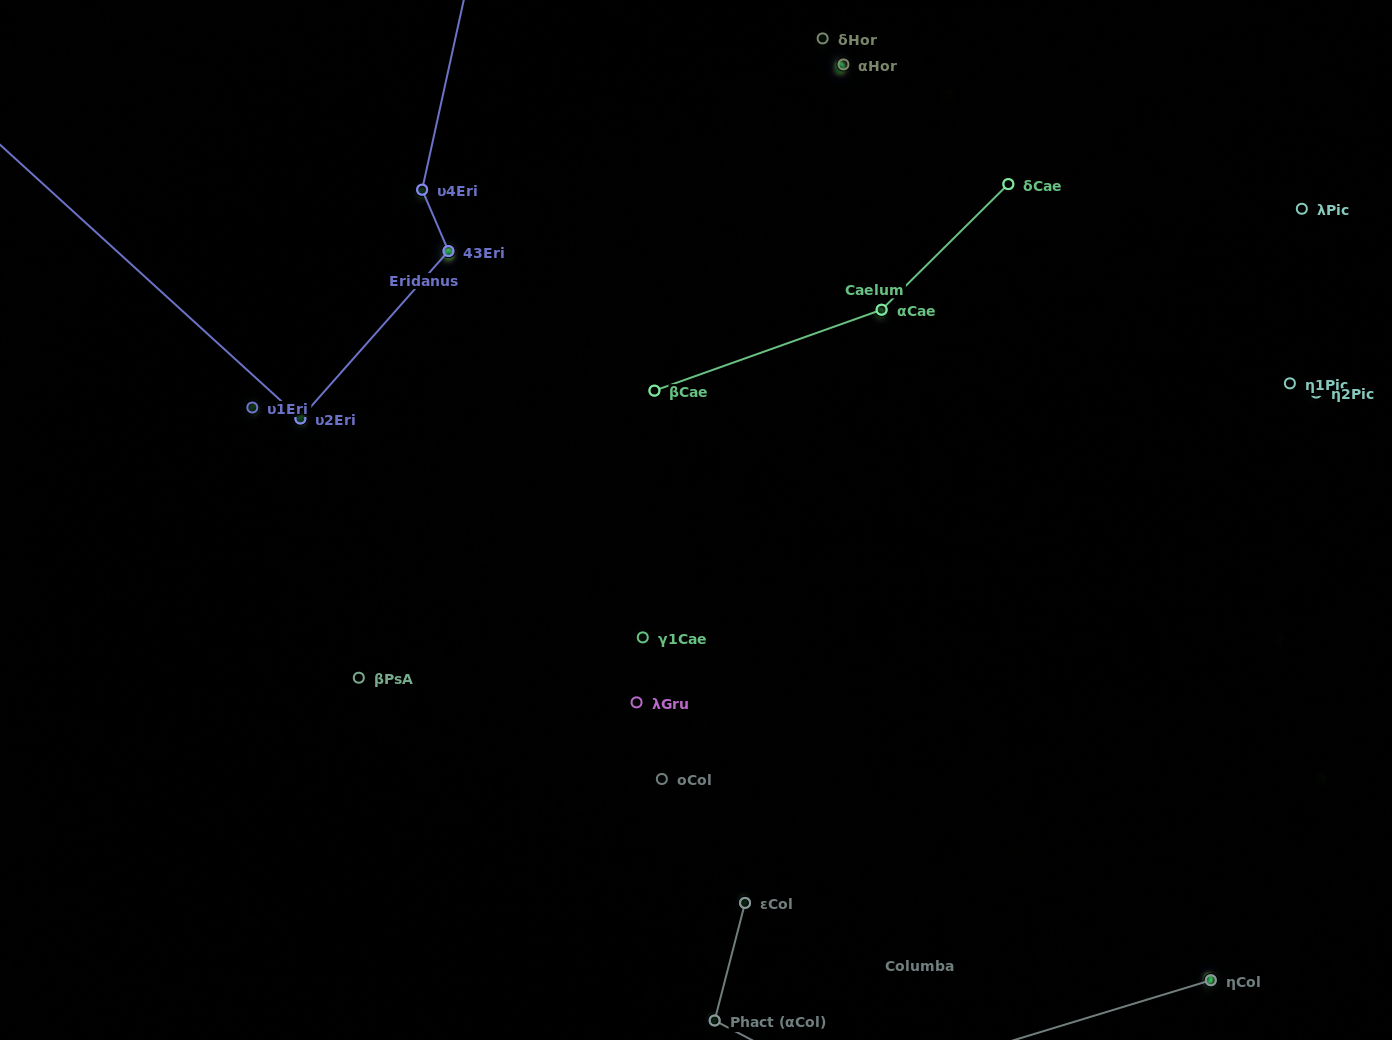 δHor
αHor
υ4Eri
δCae
λPic
43Eri
Eridanus
Caelum
αCae
η1Pic
η2Pic
βCae
υ1Eri
υ2Eri
γ1Cae
βPsA
λGru
οCol
εCol
Columba
ηCol
Phact (αCol)